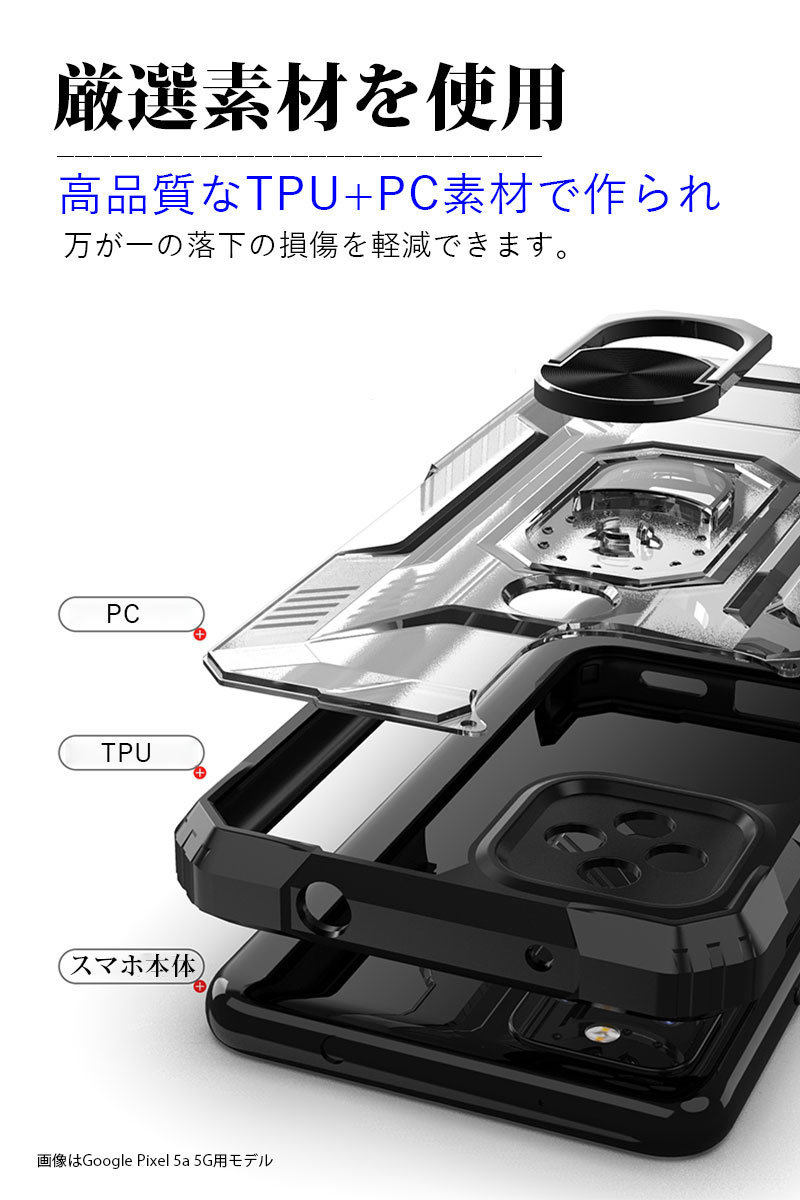 厳選素材を使用
高品質なTPU+PC素材で作られ
万が一の落下の損傷を軽減できます。
PC
TPU
スマホ本体
画像はGoogle Pixel 5a 5G用モデル